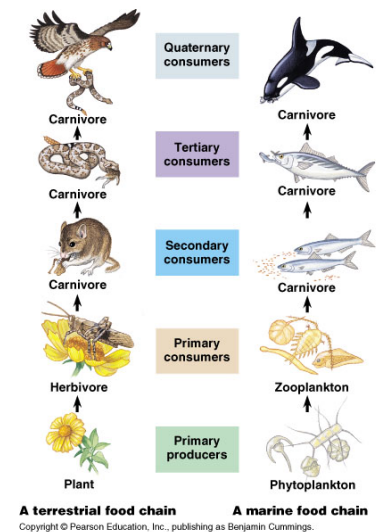 Quaternary
consumers
Carnivore
Carnivore
Tertiary
consumers
Carnivore
Carnivore
Secondary
consumers
Carnivore
Carnivore
Primary
consumers
Herbivore
Zooplankton
Primary
producers
Plant
Phytoplankton
A terrestrial food chain
A marine food chain
Copyright © Pearson Education, Inc., publishing as Benjamin Cummings.